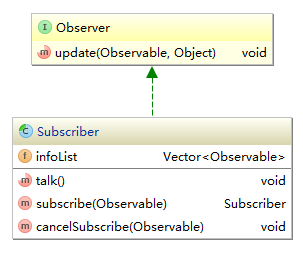 I Observer
m update(Observable, Object) void
C Subscriber
f infoList Vector<Observable>
m talk() void
m subscribe(Observable) Subscriber
m cancelSubscribe(Observable) void